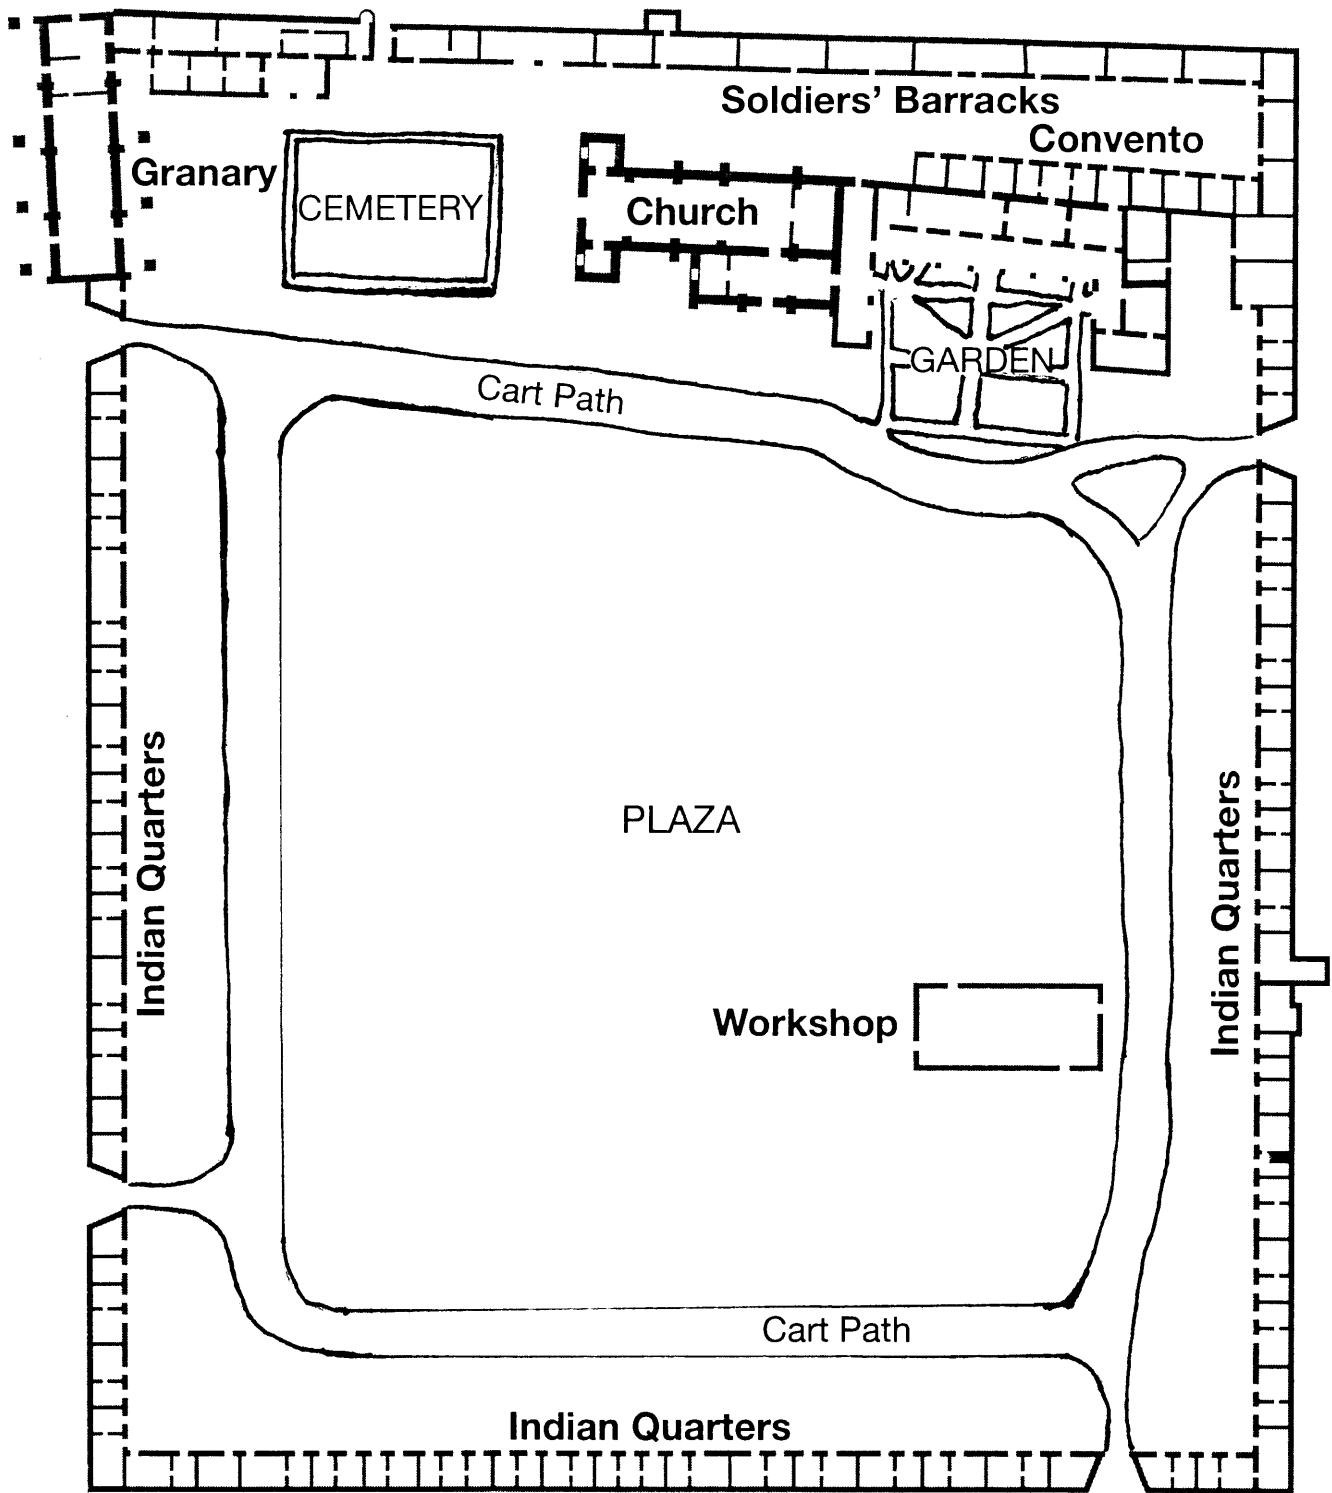 Soldiers’ Barracks
Convento
Granary
CEMETERY
Church
GARDEN
Cart Path
Indian Quarters
PLAZA
Indian Quarters
Workshop
Cart Path
Indian Quarters